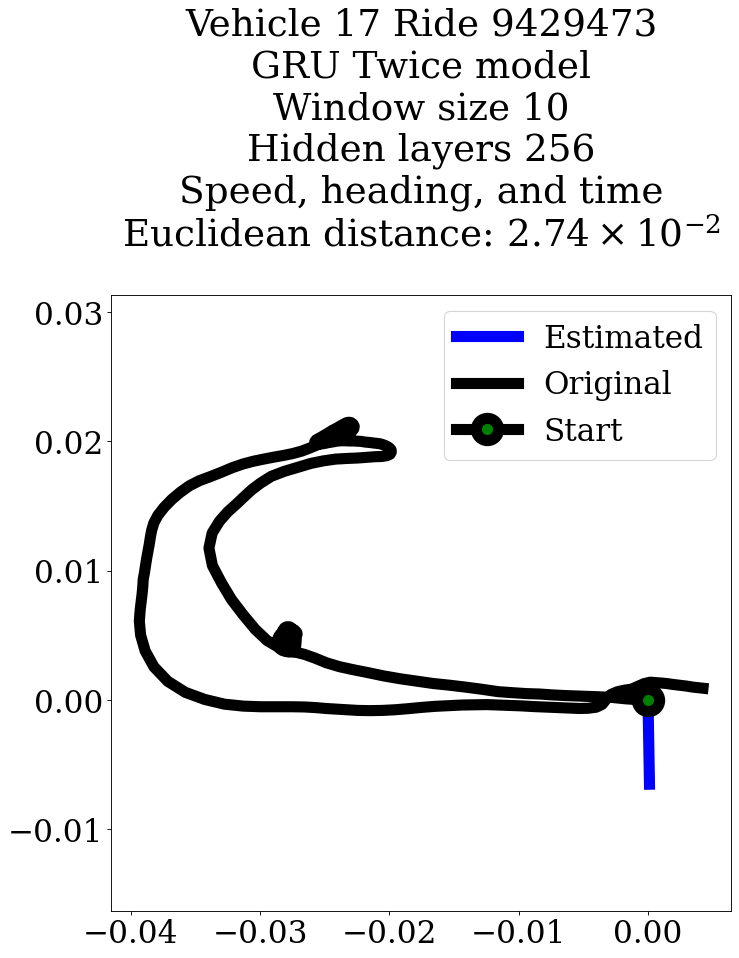 Vehicle 17 Ride 9429473
GRU Twice model
Window size 10
Hidden layers 256
Speed, heading, and time
Euclidean distance: 2.74 × 10⁻²
Estimated
Original
Start
0.03
0.02
0.01
0.00
−0.01
−0.04 −0.03 −0.02 −0.01 0.00